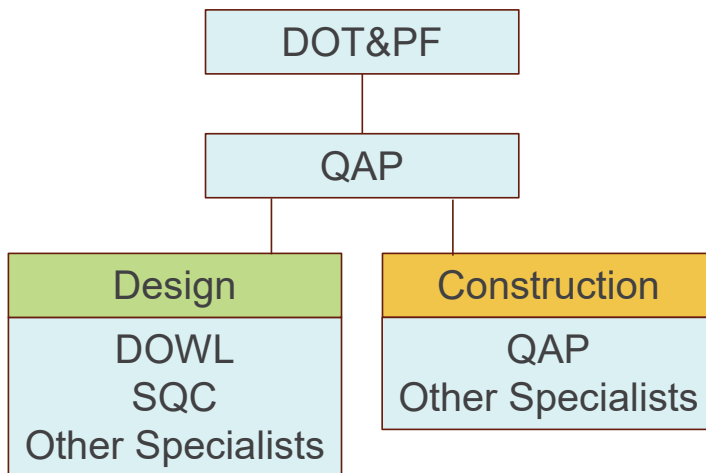 DOT&PF
QAP
Design
DOWL
SQC
Other Specialists
Construction
QAP
Other Specialists